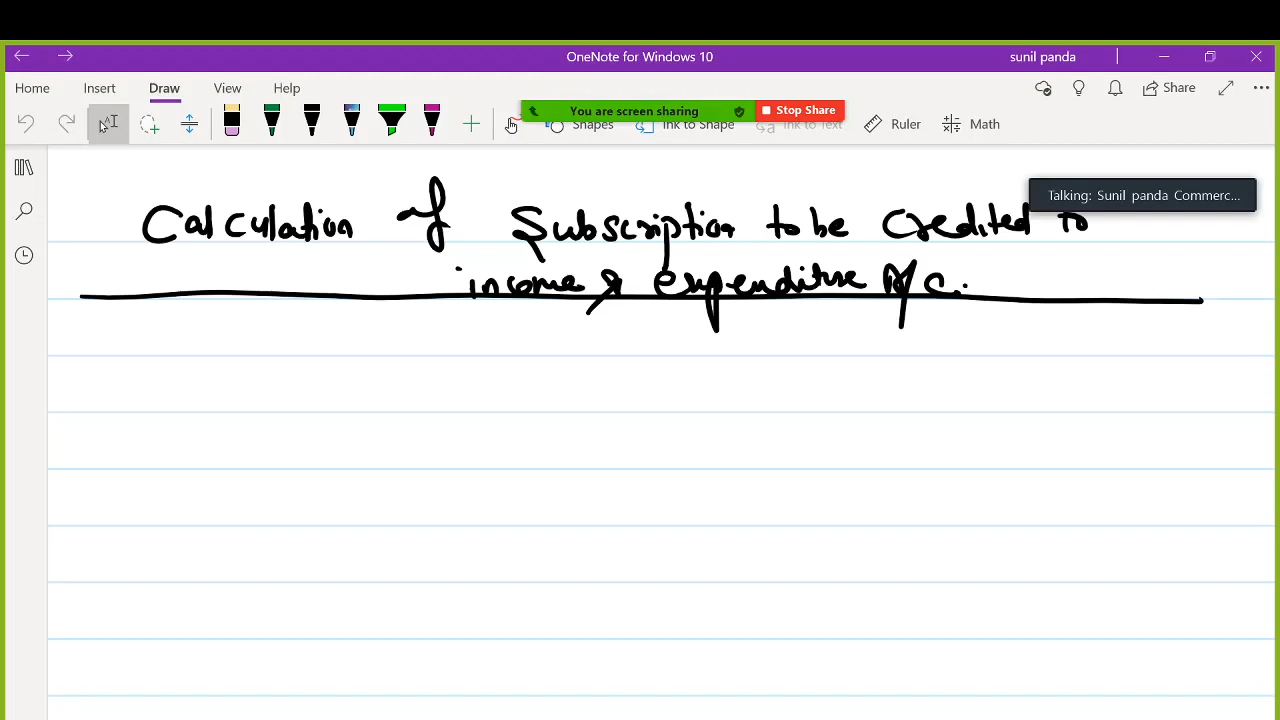 OneNote for Windows 10
sunil panda
Home Insert Draw View Help
Share
You are screen sharing
Stop Share
Shapes Ink to Shape Ink to Text Ruler Math
Talking: Sunil panda Commerc...
Calculation of Subscription to be Credited to
income & expenditure A/c.